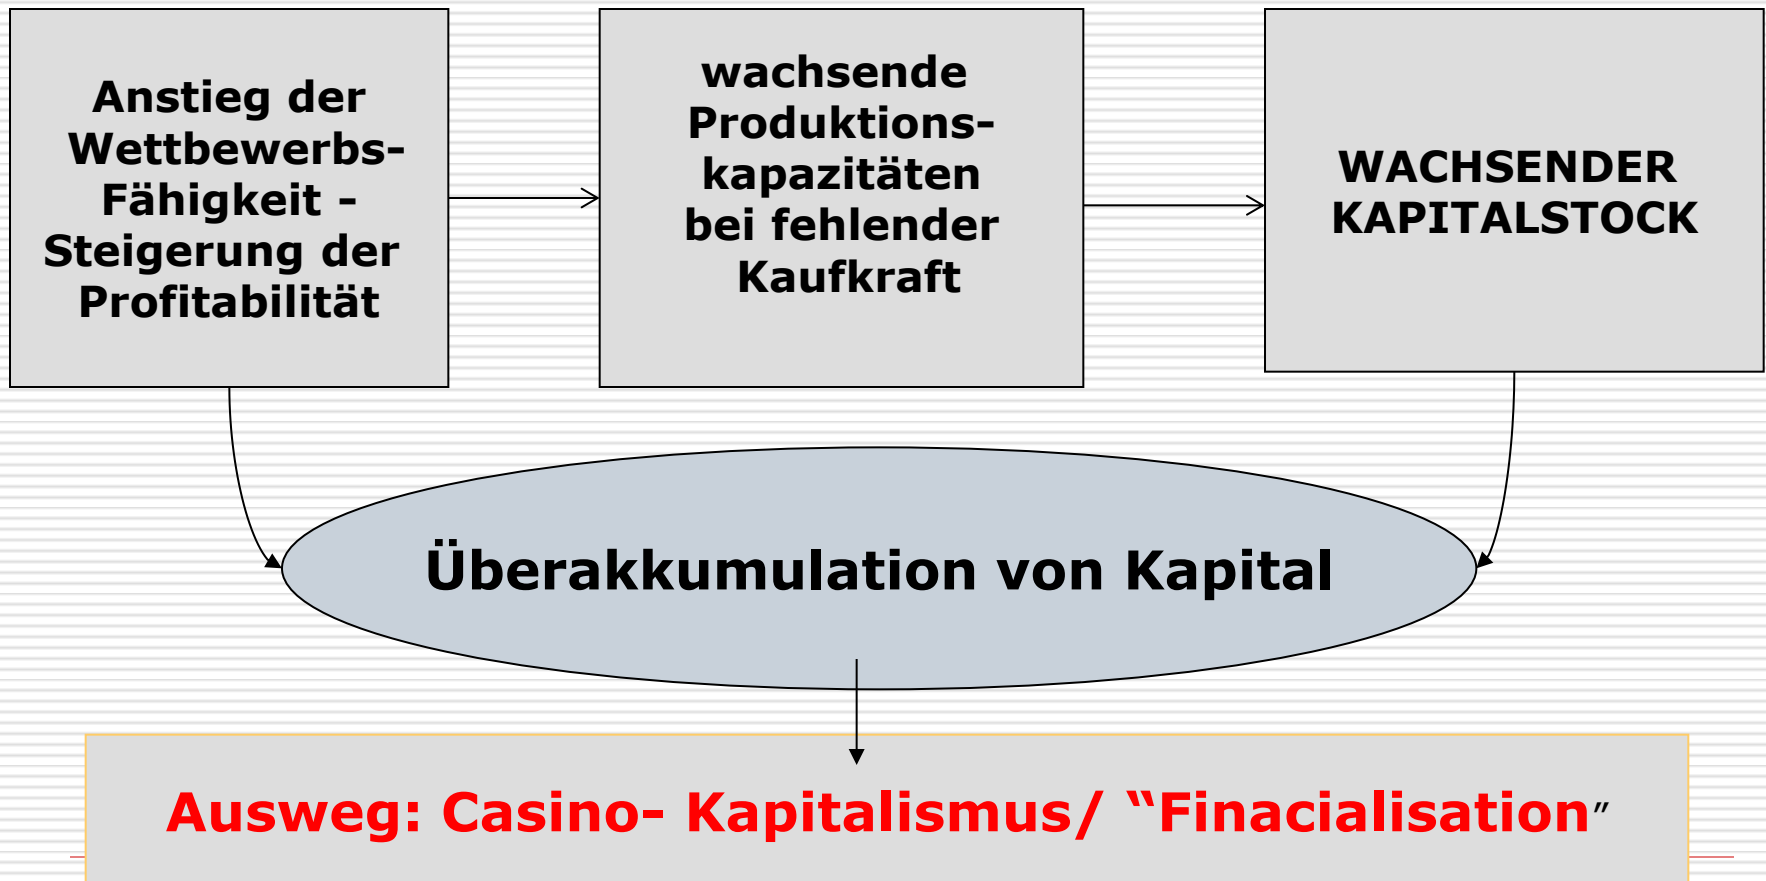 Anstieg der
Wettbewerbs-
Fähigkeit -
Steigerung der
Profitabilität
wachsende
Produktions-
kapazitäten
bei fehlender
Kaufkraft
WACHSENDER
KAPITALSTOCK
Überakkumulation von Kapital
Ausweg: Casino- Kapitalismus/ “Finacialisation”